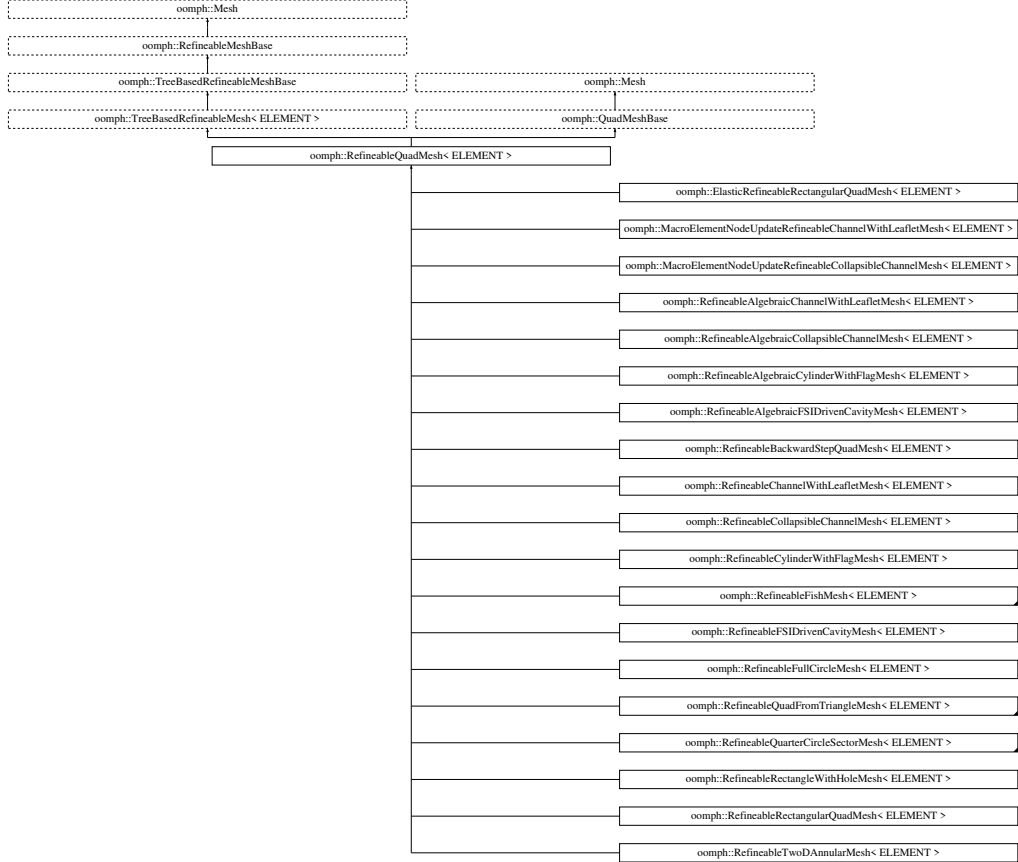 oomph::Mesh
oomph::RefineableMeshBase
oomph::TreeBasedRefineableMeshBase
oomph::Mesh
oomph::TreeBasedRefineableMesh< ELEMENT >
oomph::QuadMeshBase
oomph::RefineableQuadMesh< ELEMENT >
oomph::ElasticRefineableRectangularQuadMesh< ELEMENT >
oomph::MacroElementNodeUpdateRefineableChannelWithLeafletMesh< ELEMENT >
oomph::MacroElementNodeUpdateRefineableCollapsibleChannelMesh< ELEMENT >
oomph::RefineableAlgebraicChannelWithLeafletMesh< ELEMENT >
oomph::RefineableAlgebraicCollapsibleChannelMesh< ELEMENT >
oomph::RefineableAlgebraicCylinderWithFlagMesh< ELEMENT >
oomph::RefineableAlgebraicFSIDrivenCavityMesh< ELEMENT >
oomph::RefineableBackwardStepQuadMesh< ELEMENT >
oomph::RefineableChannelWithLeafletMesh< ELEMENT >
oomph::RefineableCollapsibleChannelMesh< ELEMENT >
oomph::RefineableCylinderWithFlagMesh< ELEMENT >
oomph::RefineableFishMesh< ELEMENT >
oomph::RefineableFSIDrivenCavityMesh< ELEMENT >
oomph::RefineableFullCircleMesh< ELEMENT >
oomph::RefineableQuadFromTriangleMesh< ELEMENT >
oomph::RefineableQuarterCircleSectorMesh< ELEMENT >
oomph::RefineableRectangleWithHoleMesh< ELEMENT >
oomph::RefineableRectangularQuadMesh< ELEMENT >
oomph::RefineableTwoDAnnularMesh< ELEMENT >